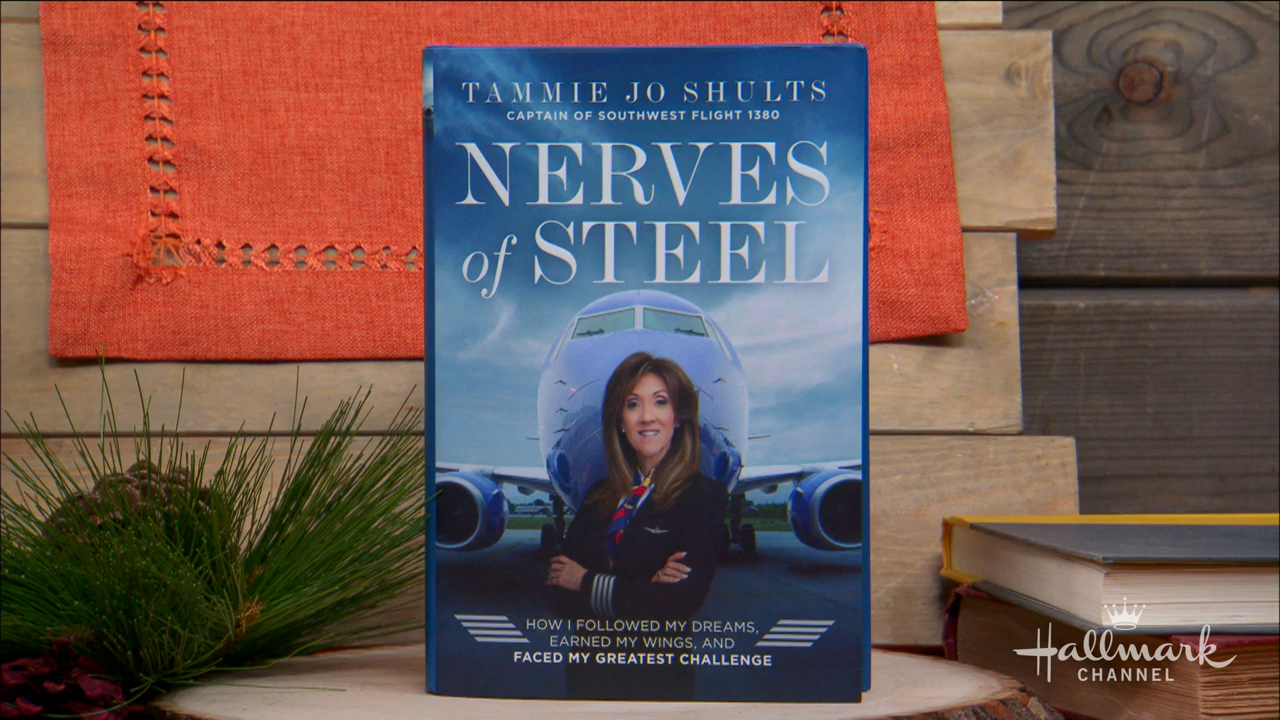 TAMMIE JO SHULTS
CAPTAIN OF SOUTHWEST FLIGHT 1380
NERVES
of STEEL
HOW I FOLLOWED MY DREAMS,
EARNED MY WINGS, AND
FACED MY GREATEST CHALLENGE
Hallmark
CHANNEL